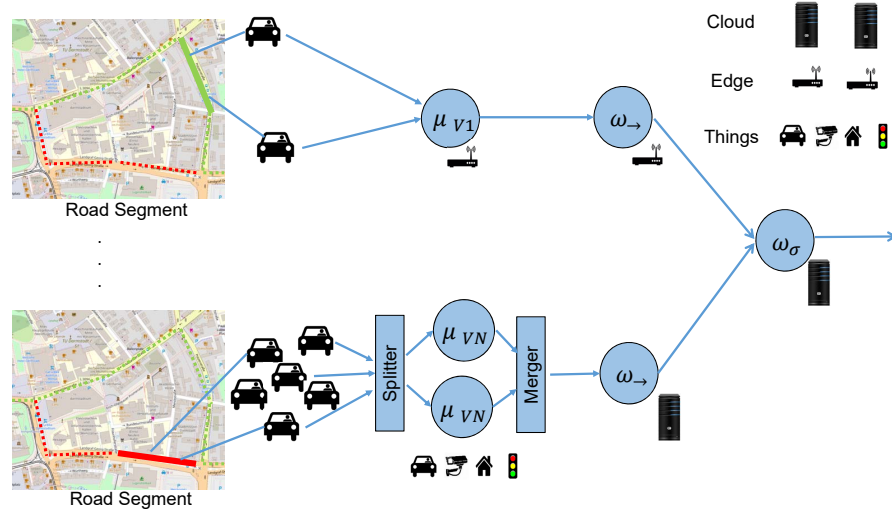 Cloud
Edge
Things
μ V1
ω→
Road Segment
.
.
.
ωσ
Splitter
μ VN
μ VN
Merger
ω→
Road Segment